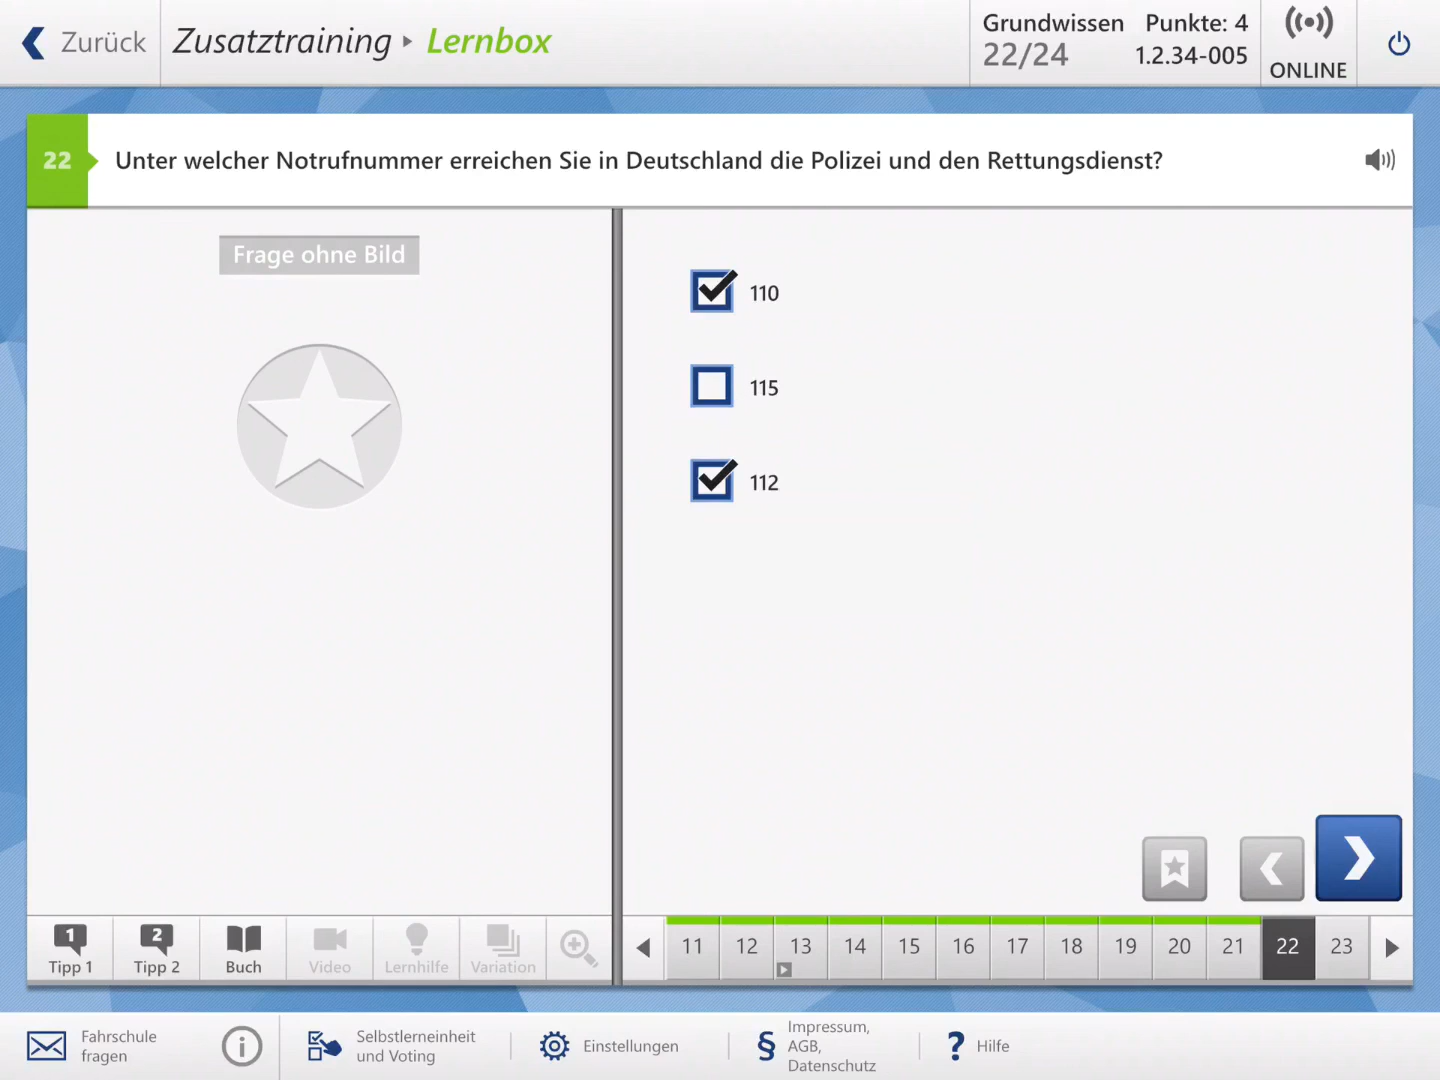 Zurück
Zusatztraining ▸ Lernbox
Grundwissen Punkte: 4
22/24 1.2.34-005
ONLINE
22 Unter welcher Notrufnummer erreichen Sie in Deutschland die Polizei und den Rettungsdienst?
Frage ohne Bild
110
115
112
1 2
Tipp 1 Tipp 2 Buch Video Lernhilfe Variation
11 12 13 14 15 16 17 18 19 20 21 22 23
Fahrschule
fragen
Selbstlerneinheit
und Voting
Einstellungen
§ Impressum,
AGB,
Datenschutz
? Hilfe